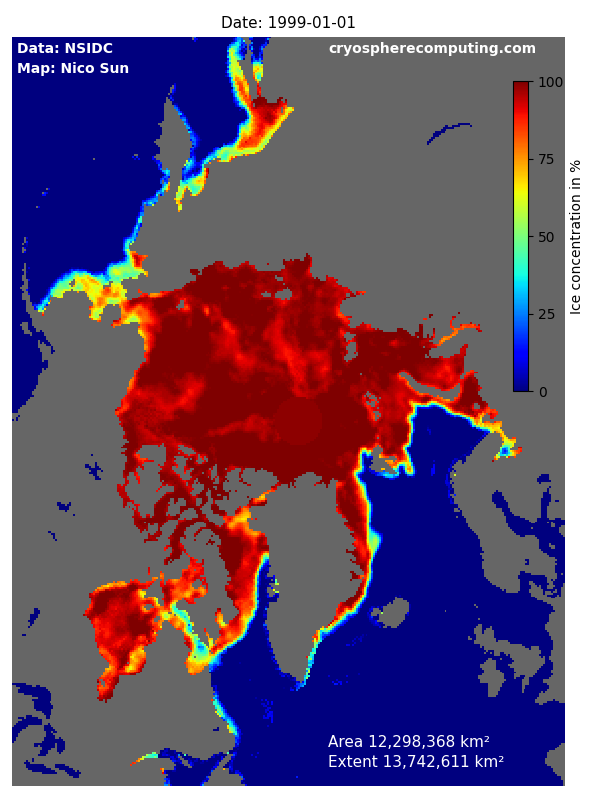 Date: 1999-01-01
Data: NSIDC
Map: Nico Sun
cryospherecomputing.com
100
75
50
25
0
Ice concentration in %
Area 12,298,368 km²
Extent 13,742,611 km²